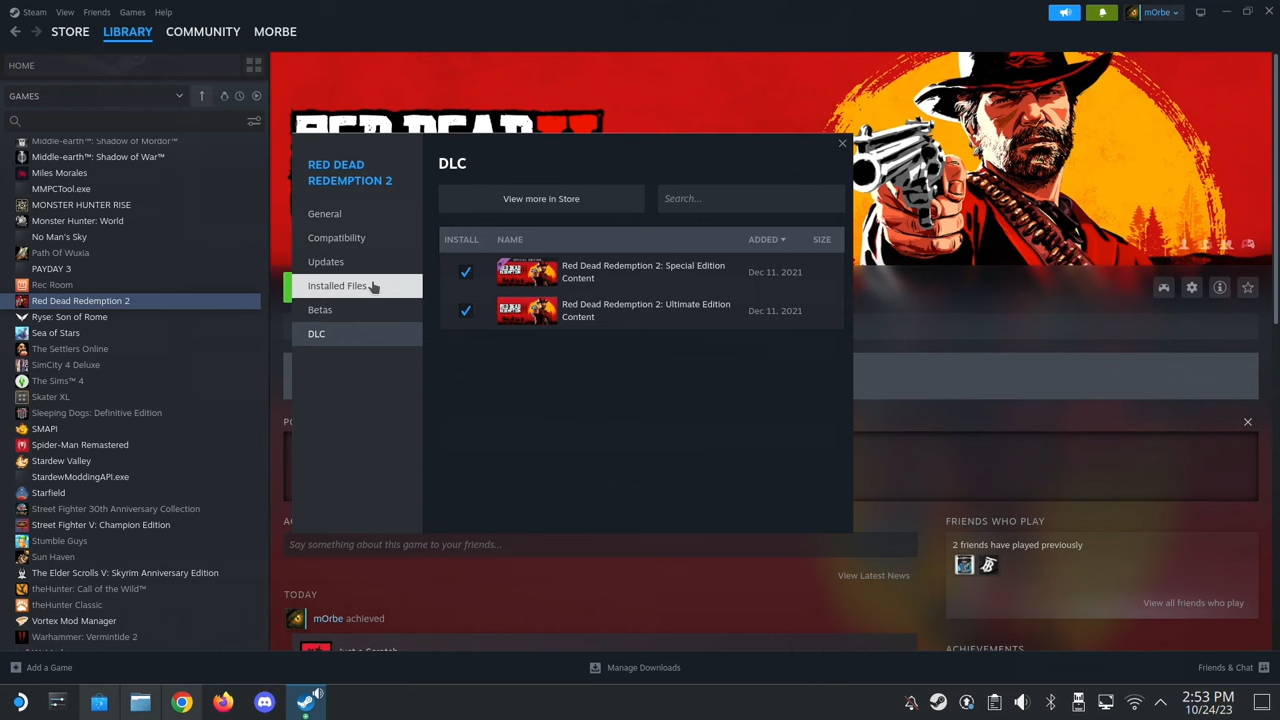 Steam View Friends Games Help
mOrbe
STORE LIBRARY COMMUNITY MORBE
HOME
GAMES
Middle-earth™: Shadow of Mordor™
Middle-earth™: Shadow of War™
Miles Morales
MMPCTool.exe
MONSTER HUNTER RISE
Monster Hunter: World
No Man's Sky
Path Of Wuxia
PAYDAY 3
Rec Room
Red Dead Redemption 2
Ryse: Son of Rome
Sea of Stars
The Settlers Online
SimCity 4 Deluxe
The Sims™ 4
Skater XL
Sleeping Dogs: Definitive Edition
SMAPI
Spider-Man Remastered
Stardew Valley
StardewModdingAPI.exe
Starfield
Street Fighter 30th Anniversary Collection
Street Fighter V: Champion Edition
Stumble Guys
Sun Haven
The Elder Scrolls V: Skyrim Anniversary Edition
theHunter: Call of the Wild™
theHunter Classic
Vortex Mod Manager
Warhammer: Vermintide 2
RED DEAD
RED DEAD
REDEMPTION 2
General
Compatibility
Updates
Installed Files
Betas
DLC
DLC
View more in Store
Search...
INSTALL NAME ADDED SIZE
Red Dead Redemption 2: Special Edition
Content
Dec 11, 2021
Red Dead Redemption 2: Ultimate Edition
Content
Dec 11, 2021
Say something about this game to your friends...
View Latest News
TODAY
mOrbe achieved
Just a Scratch
FRIENDS WHO PLAY
2 friends have played previously
View all friends who play
ACHIEVEMENTS
Add a Game
Manage Downloads
Friends & Chat
2:53 PM
10/24/23